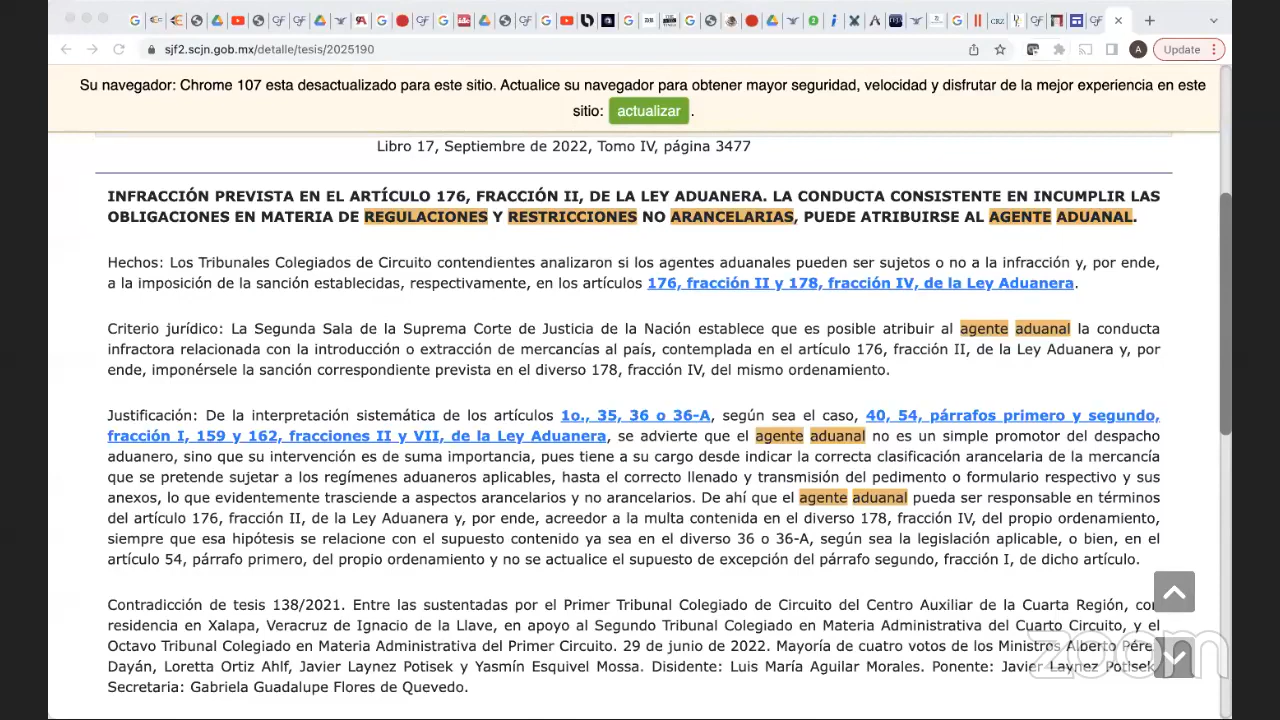 sjf2.scjn.gob.mx/detalle/tesis/2025190
A
Update
Su navegador: Chrome 107 esta desactualizado para este sitio. Actualice su navegador para obtener mayor seguridad, velocidad y disfrutar de la mejor experiencia en este
sitio: actualizar .
Libro 17, Septiembre de 2022, Tomo IV, página 3477
INFRACCIÓN PREVISTA EN EL ARTÍCULO 176, FRACCIÓN II, DE LA LEY ADUANERA. LA CONDUCTA CONSISTENTE EN INCUMPLIR LAS
OBLIGACIONES EN MATERIA DE REGULACIONES Y RESTRICCIONES NO ARANCELARIAS, PUEDE ATRIBUIRSE AL AGENTE ADUANAL.
Hechos: Los Tribunales Colegiados de Circuito contendientes analizaron si los agentes aduanales pueden ser sujetos o no a la infracción y, por ende,
a la imposición de la sanción establecidas, respectivamente, en los artículos 176, fracción II y 178, fracción IV, de la Ley Aduanera.
Criterio jurídico: La Segunda Sala de la Suprema Corte de Justicia de la Nación establece que es posible atribuir al agente aduanal la conducta
infractora relacionada con la introducción o extracción de mercancías al país, contemplada en el artículo 176, fracción II, de la Ley Aduanera y, por
ende, imponérsele la sanción correspondiente prevista en el diverso 178, fracción IV, del mismo ordenamiento.
Justificación: De la interpretación sistemática de los artículos 1o., 35, 36 o 36-A, según sea el caso, 40, 54, párrafos primero y segundo,
fracción I, 159 y 162, fracciones II y VII, de la Ley Aduanera, se advierte que el agente aduanal no es un simple promotor del despacho
aduanero, sino que su intervención es de suma importancia, pues tiene a su cargo desde indicar la correcta clasificación arancelaria de la mercancía
que se pretende sujetar a los regímenes aduaneros aplicables, hasta el correcto llenado y transmisión del pedimento o formulario respectivo y sus
anexos, lo que evidentemente trasciende a aspectos arancelarios y no arancelarios. De ahí que el agente aduanal pueda ser responsable en términos
del artículo 176, fracción II, de la Ley Aduanera y, por ende, acreedor a la multa contenida en el diverso 178, fracción IV, del propio ordenamiento,
siempre que esa hipótesis se relacione con el supuesto contenido ya sea en el diverso 36 o 36-A, según sea la legislación aplicable, o bien, en el
artículo 54, párrafo primero, del propio ordenamiento y no se actualice el supuesto de excepción del párrafo segundo, fracción I, de dicho artículo.
Contradicción de tesis 138/2021. Entre las sustentadas por el Primer Tribunal Colegiado de Circuito del Centro Auxiliar de la Cuarta Región, con
residencia en Xalapa, Veracruz de Ignacio de la Llave, en apoyo al Segundo Tribunal Colegiado en Materia Administrativa del Cuarto Circuito, y el
Octavo Tribunal Colegiado en Materia Administrativa del Primer Circuito. 29 de junio de 2022. Mayoría de cuatro votos de los Ministros Alberto Pérez
Dayán, Loretta Ortiz Ahlf, Javier Laynez Potisek y Yasmín Esquivel Mossa. Disidente: Luis María Aguilar Morales. Ponente: Javier Laynez Potisek.
Secretaria: Gabriela Guadalupe Flores de Quevedo.
zoom